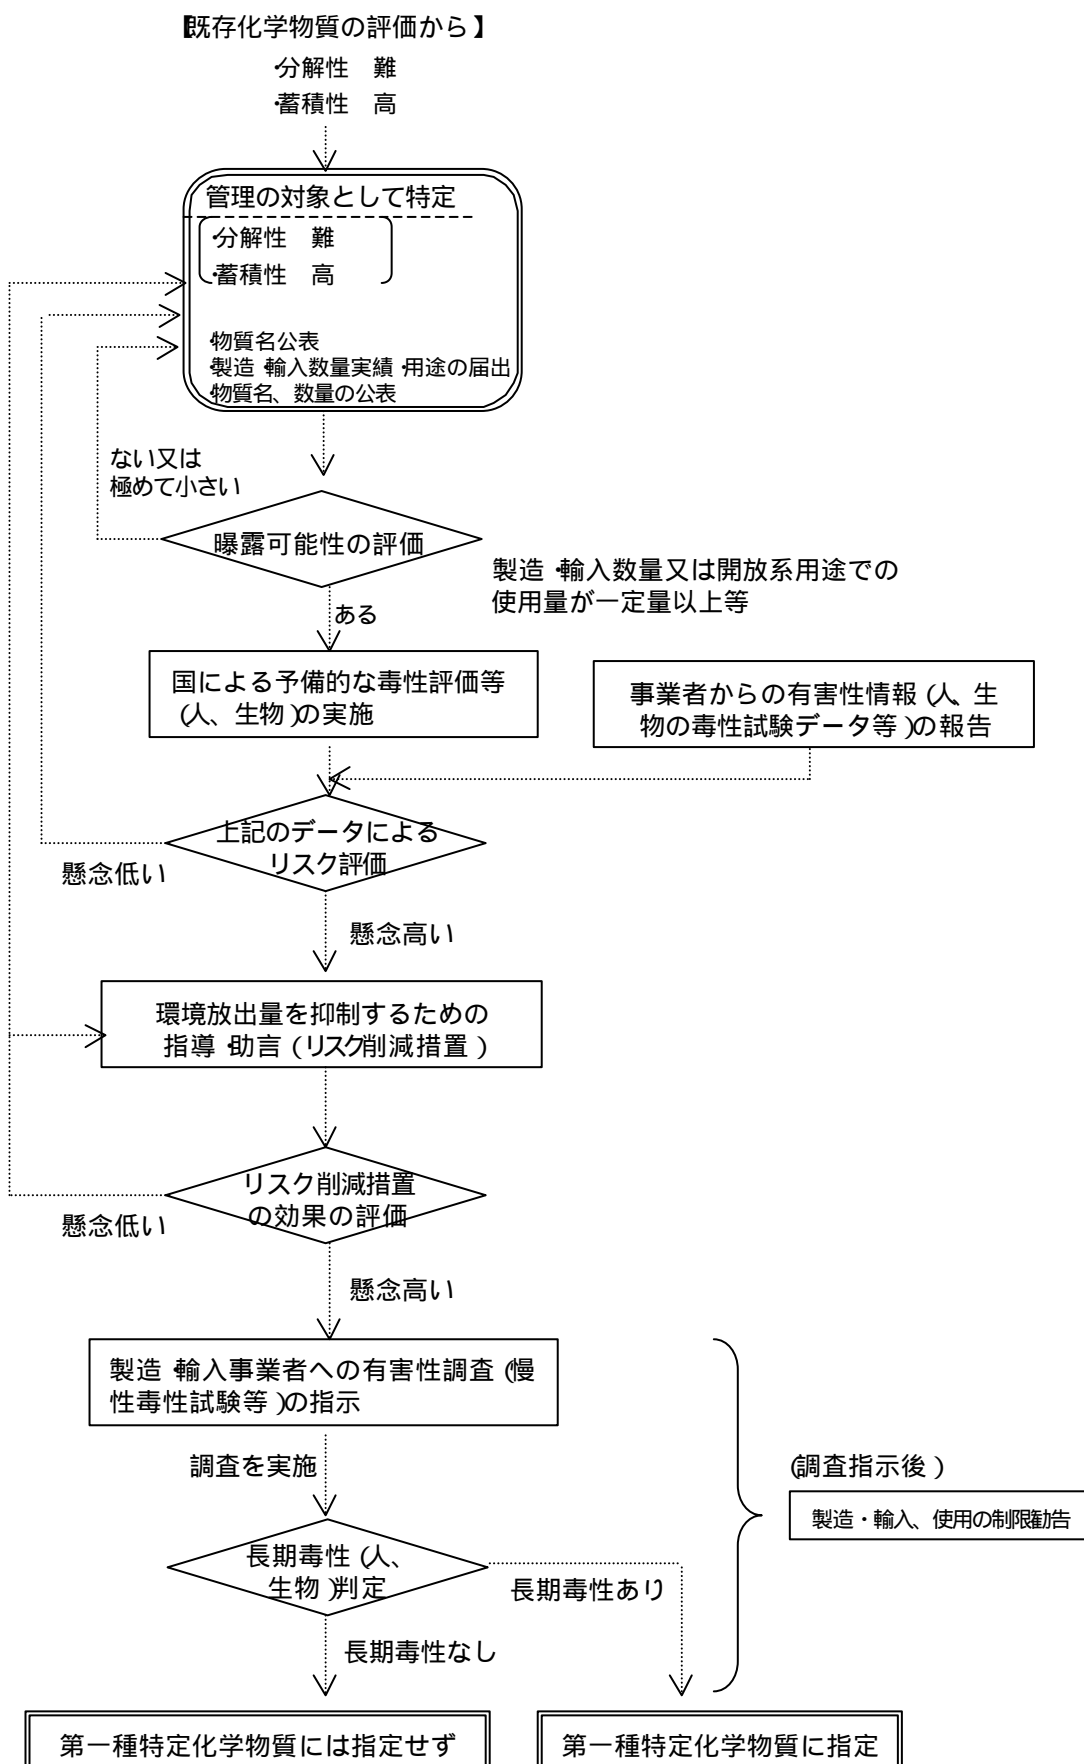 【既存化学物質の評価から】
・分解性　難
・蓄積性　高
管理の対象として特定
・分解性　難
・蓄積性　高
・物質名公表
・製造・輸入数量実績・用途の届出
・物質名、数量の公表
ない又は
極めて小さい
曝露可能性の評価
製造・輸入数量又は開放系用途での
使用量が一定量以上等
ある
国による予備的な毒性評価等
(人、生物)の実施
事業者からの有害性情報(人、生
物の毒性試験データ等)の報告
上記のデータによる
リスク評価
懸念低い
懸念高い
環境放出量を抑制するための
指導・助言(リスク削減措置)
リスク削減措置
の効果の評価
懸念低い
懸念高い
製造・輸入事業者への有害性調査(慢
性毒性試験等)の指示
調査を実施
(調査指示後)
製造・輸入、使用の制限勧告
長期毒性(人、
生物)判定
長期毒性あり
長期毒性なし
第一種特定化学物質には指定せず
第一種特定化学物質に指定